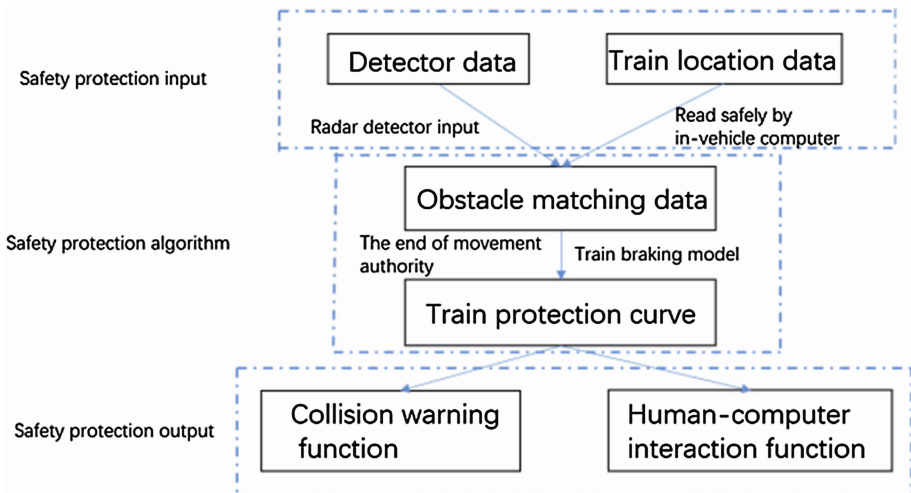 Safety protection input
Detector data
Train location data
Radar detector input
Read safely by
in-vehicle computer
Safety protection algorithm
Obstacle matching data
The end of movement
authority
Train braking model
Train protection curve
Safety protection output
Collision warning
function
Human-computer
interaction function